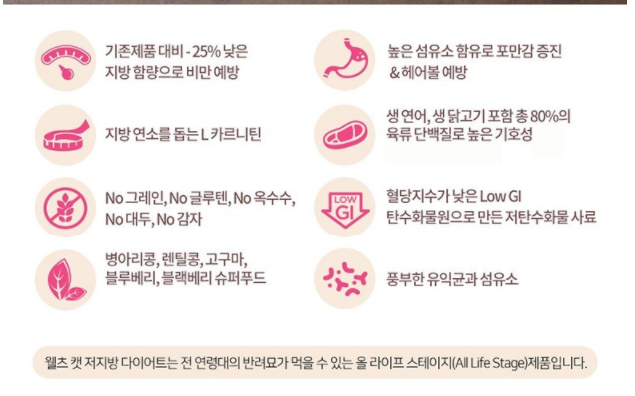 기존제품 대비 - 25% 낮은
지방 함량으로 비만 예방
높은 섬유소 함유로 포만감 증진
&헤어볼 예방
지방 연소를 돕는 L 카르니틴
생 연어, 생 닭고기 포함 총 80%의
육류 단백질로 높은 기호성
No 그레인, No 글루텐, No 옥수수,
No 대두, No 감자
LOW
GI
혈당지수가 낮은 Low GI
탄수화물원으로 만든 저탄수화물 사료
병아리콩, 렌틸콩, 고구마,
블루베리, 블랙베리 슈퍼푸드
풍부한 유익균과 섬유소
웰츠 캣 저지방 다이어트는 전 연령대의 반려묘가 먹을 수 있는 올 라이프 스테이지(All Life Stage)제품입니다.